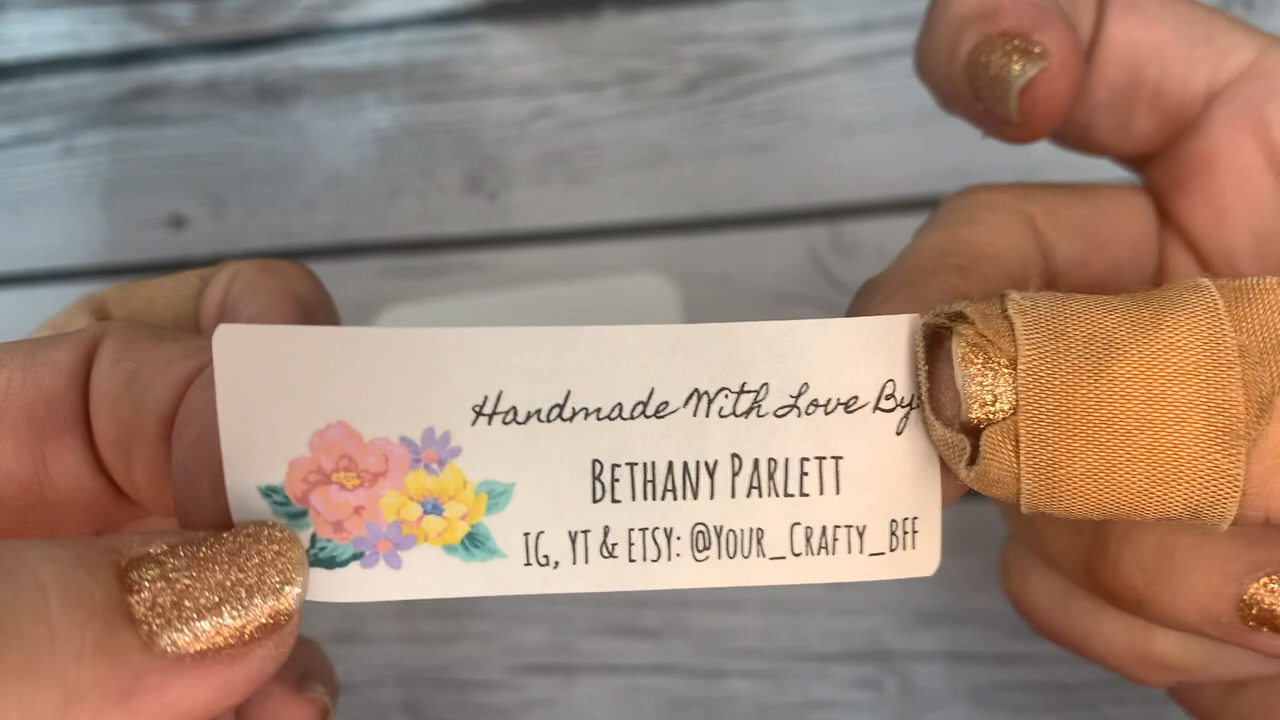 Handmade With Love By
BETHANY PARLETT
IG, YT & ETSY: @YOUR_CRAFTY_BFF